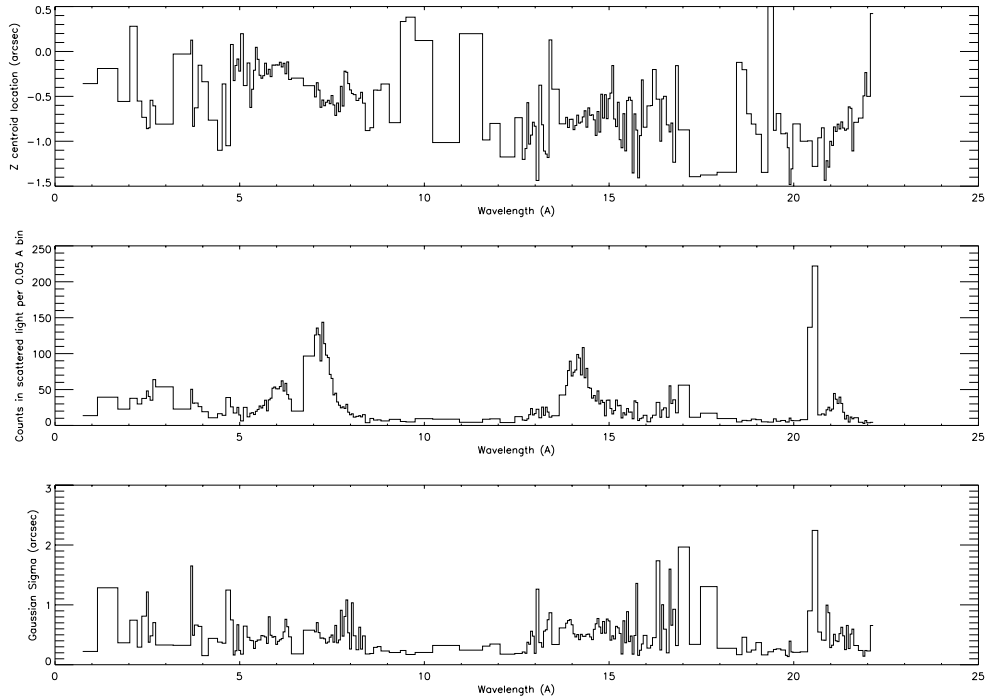 Z centroid location (arcsec)
0.5
0.0
−0.5
−1.0
−1.5
0 5 10 15 20 25
Wavelength (A)
Counts in scattered light per 0.05 A bin
250
200
150
100
50
0
0 5 10 15 20 25
Wavelength (A)
Gaussian Sigma (arcsec)
3
2
1
0
0 5 10 15 20 25
Wavelength (A)